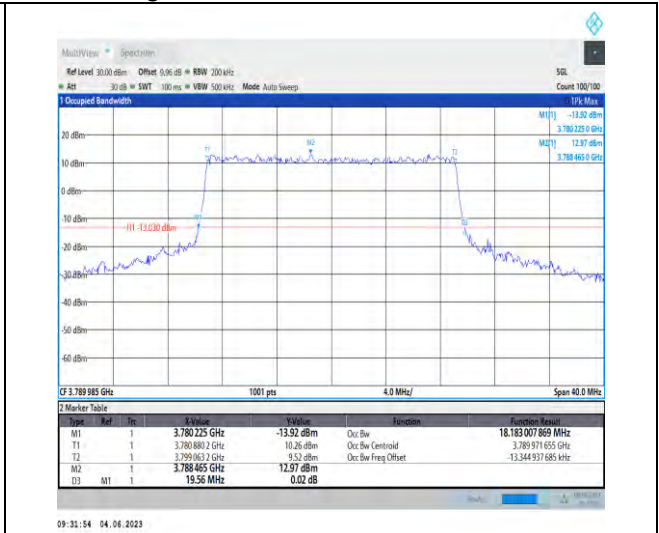 MultiView Spectrum
Ref Level 30.00 dBm Offset 9.96 dB RBW 200 kHz SGL
Att 30 dB SWT 100 ms VBW 500 kHz Mode Auto Sweep Count 100/100
1 Occupied Bandwidth 1Pk Max
M1[1] -13.92 dBm
3.780 225 0 GHz
M2[1] 12.97 dBm
3.788 465 0 GHz
20 dBm
M2
T1 T2
10 dBm
0 dBm
-10 dBm
M1 D3
H1 -13.030 dBm
-30 dBm
-40 dBm
-50 dBm
-60 dBm
CF 3.789 985 GHz 1001 pts 4.0 MHz/ Span 40.0 MHz
2 Marker Table
Type Ref Trc X-Value Y-Value Function Function Result
M1 1 3.780 225 GHz -13.92 dBm Occ Bw 18.183 007 869 MHz
T1 1 3.780 880 2 GHz 10.26 dBm Occ Bw Centroid 3.789 971 655 GHz
T2 1 3.799 063 2 GHz 9.52 dBm Occ Bw Freq Offset -13.344 937 685 kHz
M2 1 3.788 465 GHz 12.97 dBm
D3 M1 1 19.56 MHz 0.02 dB
09:31:54 04.06.2023